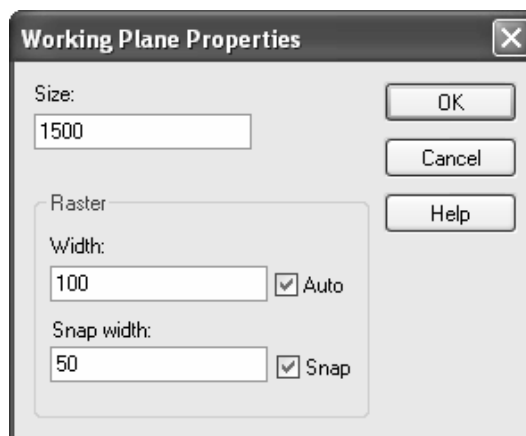 Working Plane Properties
Size:
1500
OK
Cancel
Help
Raster
Width:
100
Auto
Snap width:
50
Snap